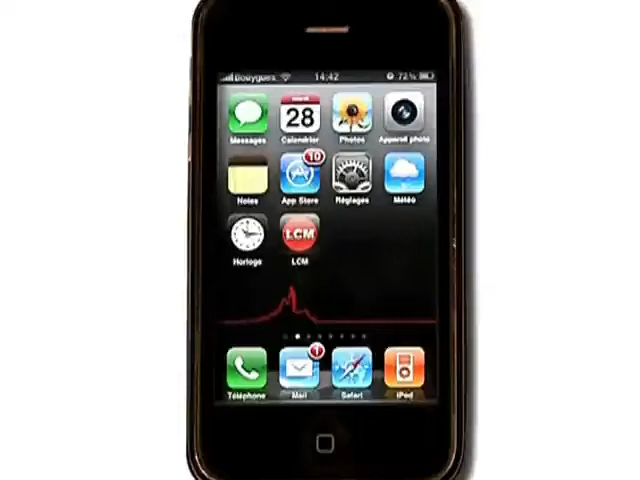 Bouygues 14:42 72%
Messages 28 Calendrier Photos Appareil photo
10
Notes App Store Réglages Météo
LCM
Horloge LCM
1
Téléphone Mail Safari iPod